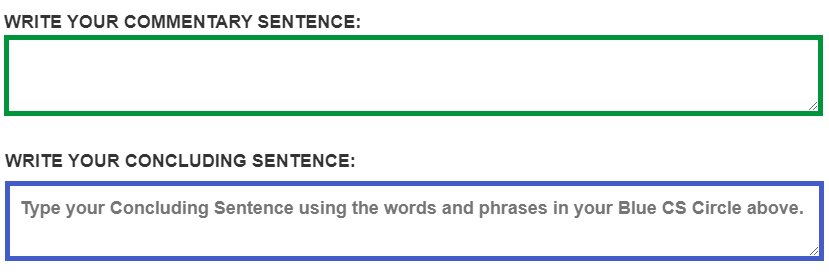 WRITE YOUR COMMENTARY SENTENCE:
WRITE YOUR CONCLUDING SENTENCE:
Type your Concluding Sentence using the words and phrases in your Blue CS Circle above.